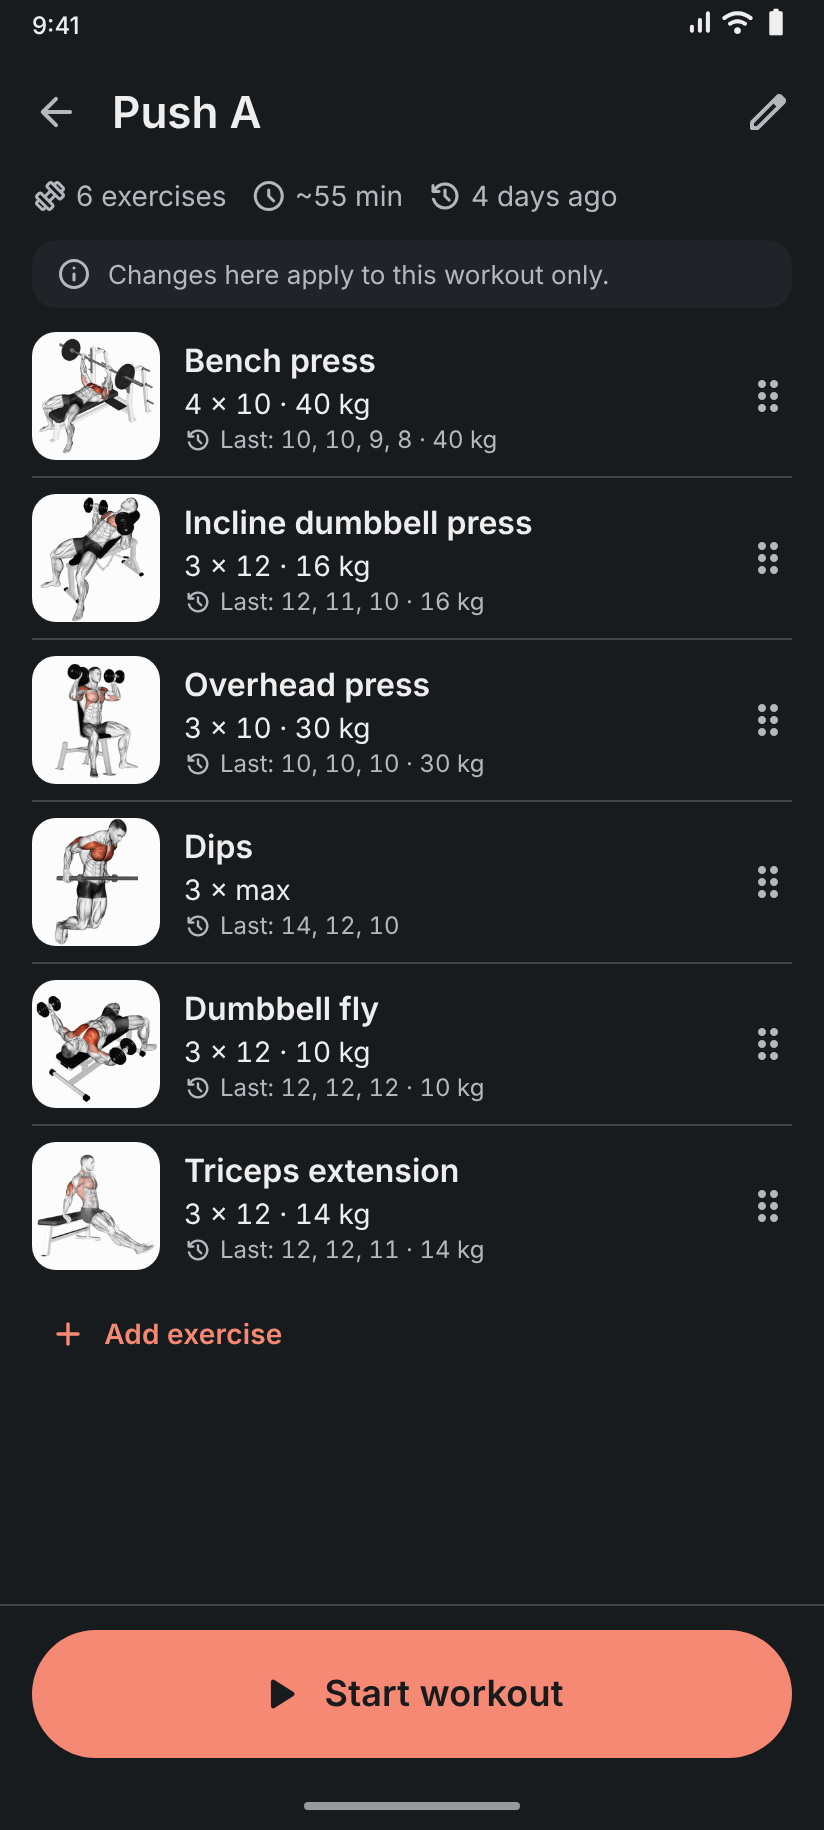 9:41
Push A
6 exercises ~55 min 4 days ago
Changes here apply to this workout only.
Bench press
4 × 10 · 40 kg
Last: 10, 10, 9, 8 · 40 kg
Incline dumbbell press
3 × 12 · 16 kg
Last: 12, 11, 10 · 16 kg
Overhead press
3 × 10 · 30 kg
Last: 10, 10, 10 · 30 kg
Dips
3 × max
Last: 14, 12, 10
Dumbbell fly
3 × 12 · 10 kg
Last: 12, 12, 12 · 10 kg
Triceps extension
3 × 12 · 14 kg
Last: 12, 12, 11 · 14 kg
Add exercise
Start workout